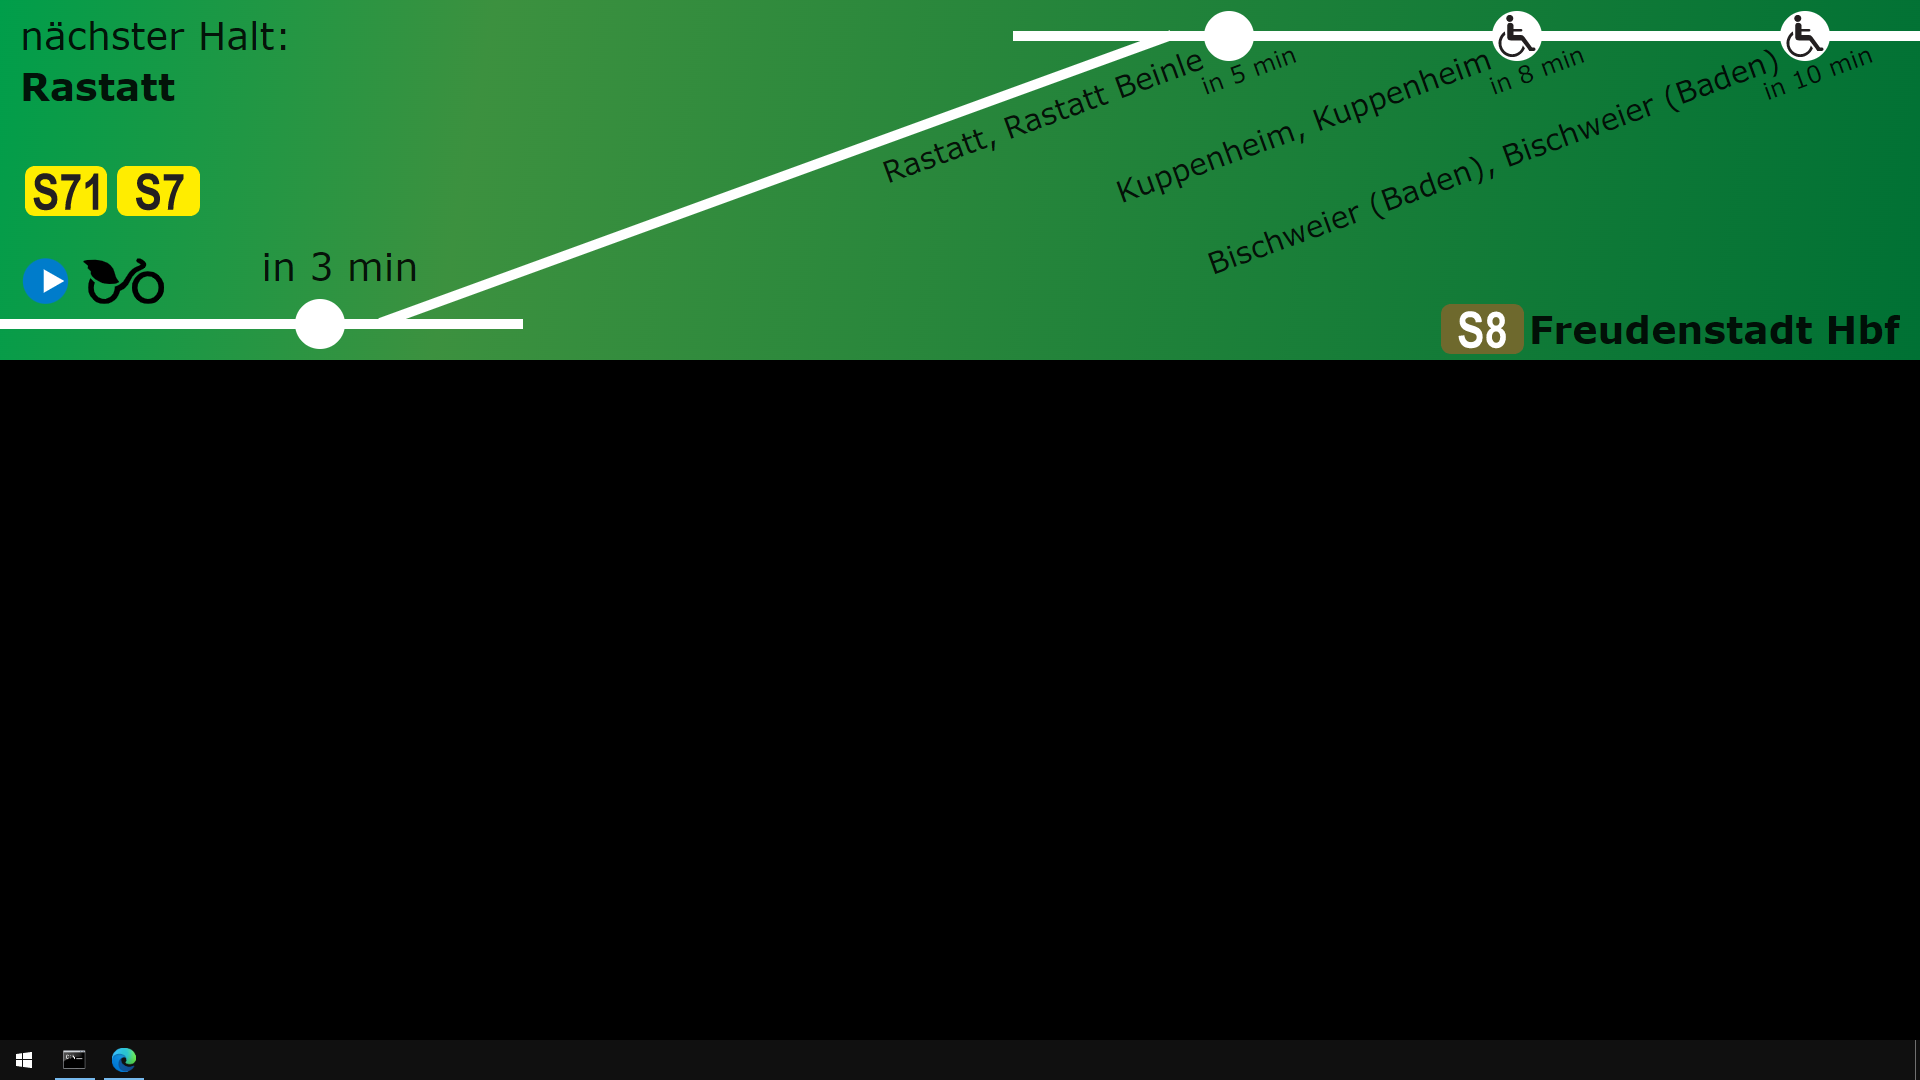 nächster Halt:
Rastatt
S71 S7
in 3 min
Rastatt, Rastatt Beinle
in 5 min
Kuppenheim, Kuppenheim
in 8 min
Bischweier (Baden), Bischweier (Baden)
in 10 min
S8 Freudenstadt Hbf